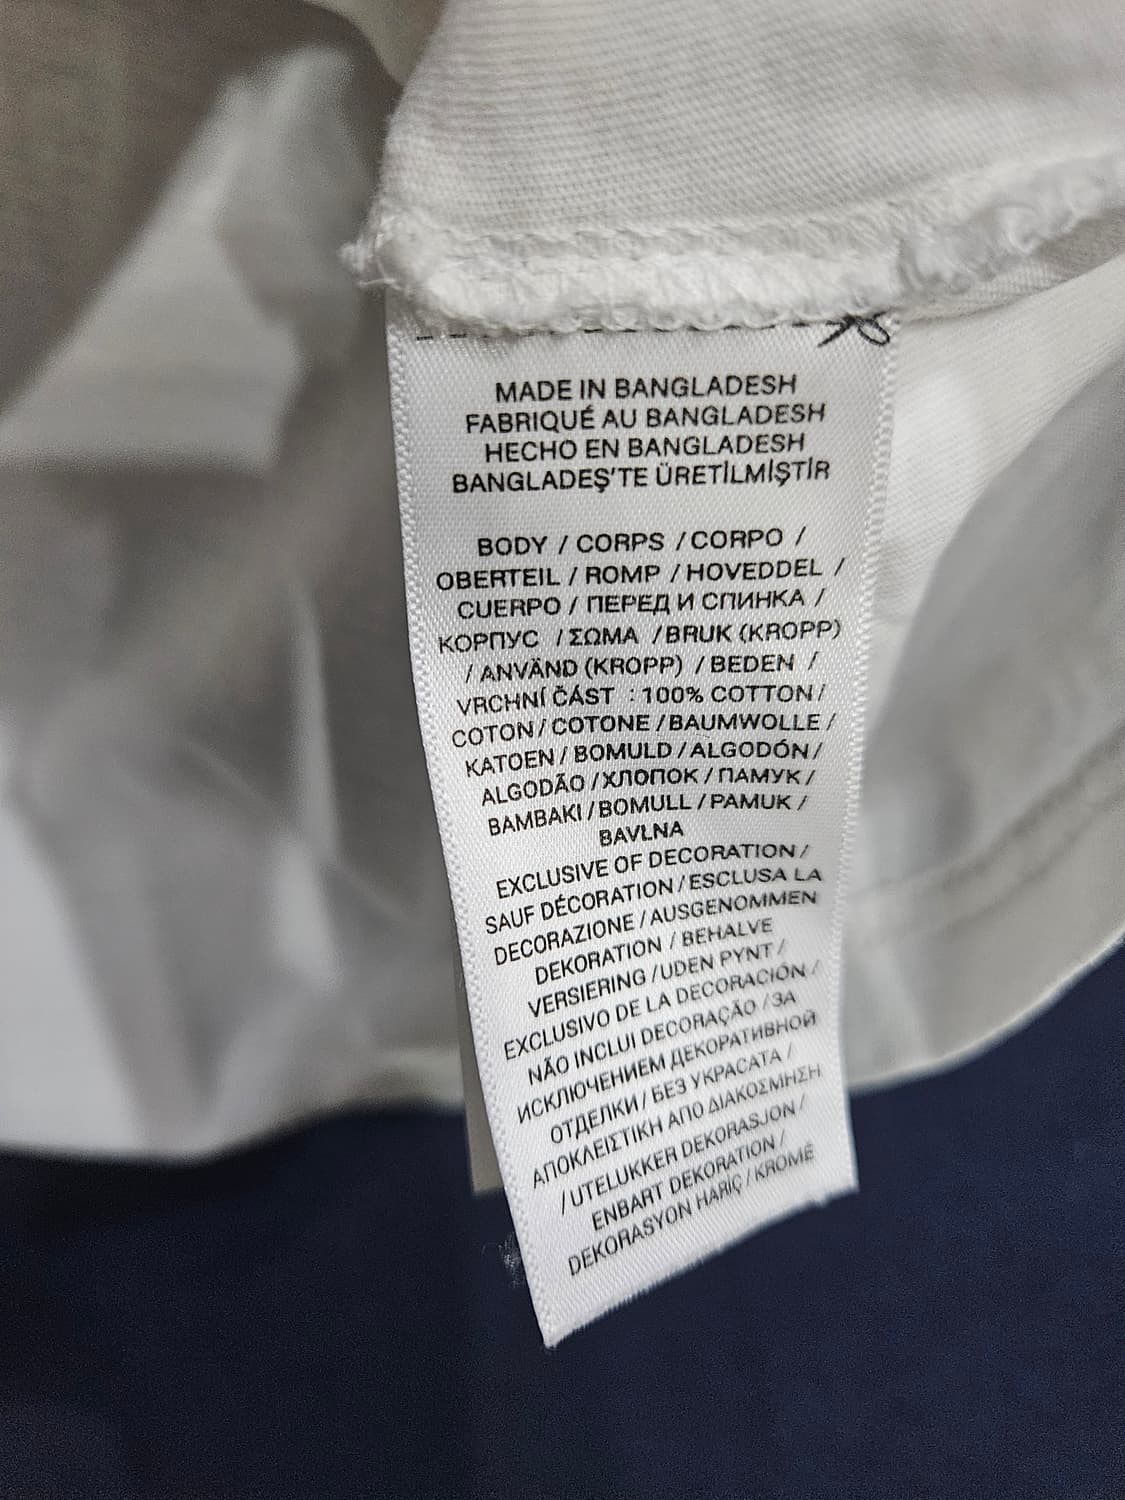 MADE IN BANGLADESH
FABRIQUÉ AU BANGLADESH
HECHO EN BANGLADESH
BANGLADEŞ'TE ÜRETİLMİŞTİR
BODY / CORPS / CORPO /
OBERTEIL / ROMP / HOVEDDEL /
CUERPO / ПЕРЕД И СПИНКА /
КОРПУС / ΣΩΜΑ / BRUK (KROPP)
/ ANVÄND (KROPP) / BEDEN /
VRCHNÍ ČÁST : 100% COTTON /
COTON / COTONE / BAUMWOLLE /
KATOEN / BOMULD / ALGODÓN /
ALGODÃO / ХЛОПОК / ПАМУК /
BAMBAKI / BOMULL / PAMUK /
BAVLNA
EXCLUSIVE OF DECORATION /
SAUF DÉCORATION / ESCLUSA LA
DECORAZIONE / AUSGENOMMEN
DEKORATION / BEHALVE
VERSIERING / UDEN PYNT /
EXCLUSIVO DE LA DECORACIÓN /
NÃO INCLUI DECORAÇÃO / ЗА
ИСКЛЮЧЕНИЕМ ДЕКОРАТИВНОЙ
ОТДЕЛКИ / БЕЗ УКРАСАТА /
ΑΠΟΚΛΕΙΣΤΙΚΗ ΑΠΟ ΔΙΑΚΟΣΜΗΣΗ
/ UTELUKKER DEKORASJON /
ENBART DEKORATION /
DEKORASYON HARİÇ / KROMĚ